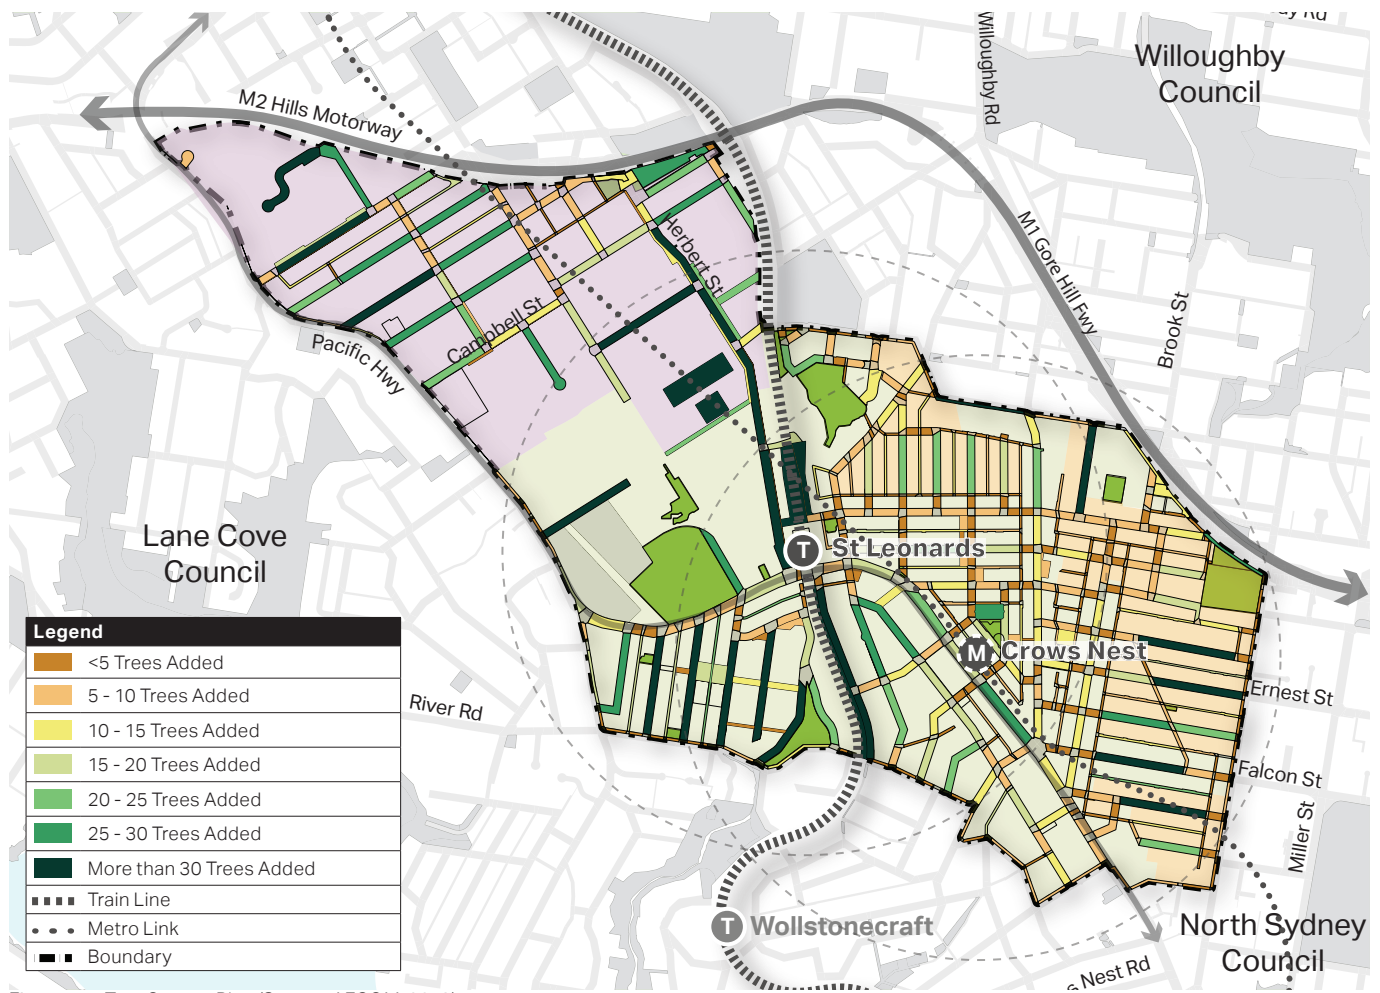 Willoughby Rd
Willoughby
Council
M2 Hills Motorway
M1 Gore Hill Fwy
Brook St
Herbert St
Campbell St
Pacific Hwy
Lane Cove
Council
T St Leonards
M Crows Nest
Legend
<5 Trees Added
5 - 10 Trees Added
10 - 15 Trees Added
15 - 20 Trees Added
20 - 25 Trees Added
25 - 30 Trees Added
More than 30 Trees Added
Train Line
Metro Link
Boundary
River Rd
Ernest St
Falcon St
Miller St
T Wollstonecraft
North Sydney
Council
Nest Rd